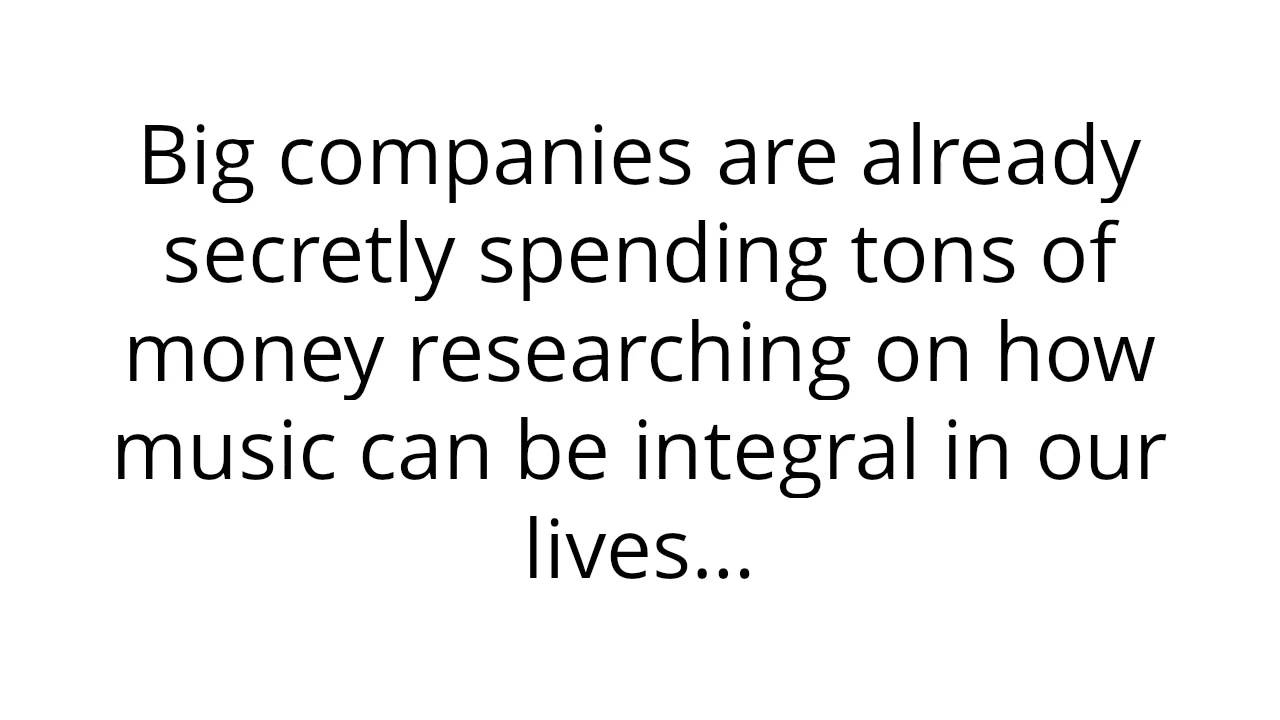 Big companies are already
secretly spending tons of
money researching on how
music can be integral in our
lives...